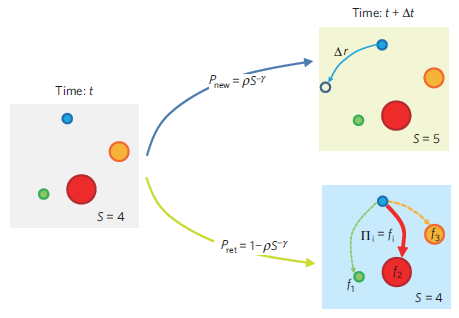 Time: t + Δt
Δr
S = 5
Time: t
S = 4
P_new = ρS^−γ
P_ret = 1−ρS^−γ
Π_i = f_i
f_3
f_2
f_1
S = 4